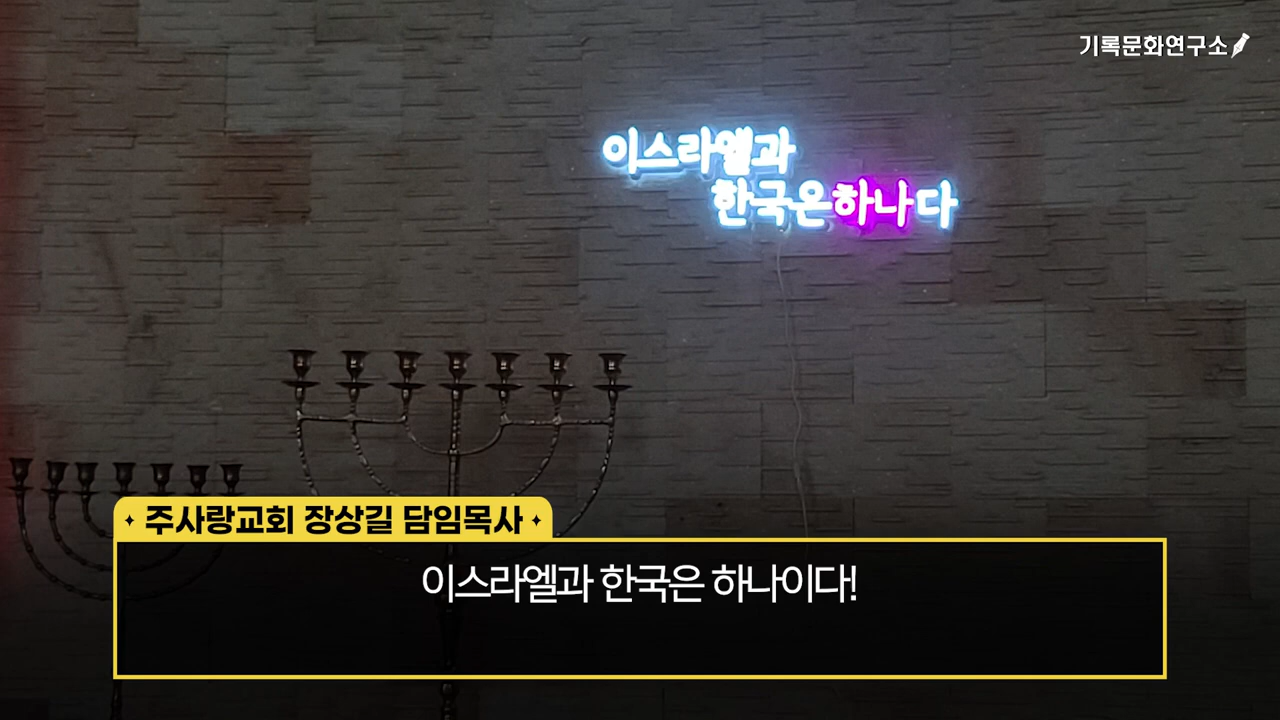 기록문화연구소
이스라엘과
한국은하나다
주사랑교회 장상길 담임목사
이스라엘과 한국은 하나이다!